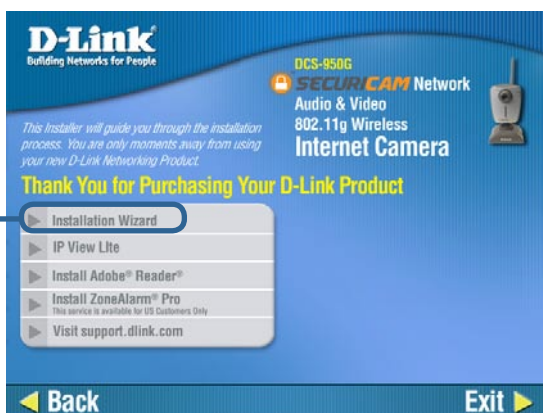 D-Link
Building Networks for People
DCS-950G
SECURICAM Network
Audio & Video
802.11g Wireless
Internet Camera
This Installer will guide you through the installation
process. You are only moments away from using
your new D-Link Networking Product.
Thank You for Purchasing Your D-Link Product
Installation Wizard
IP View LIte
Install Adobe® Reader®
Install ZoneAlarm® Pro
This service is available for US Customers Only
Visit support.dlink.com
Back
Exit